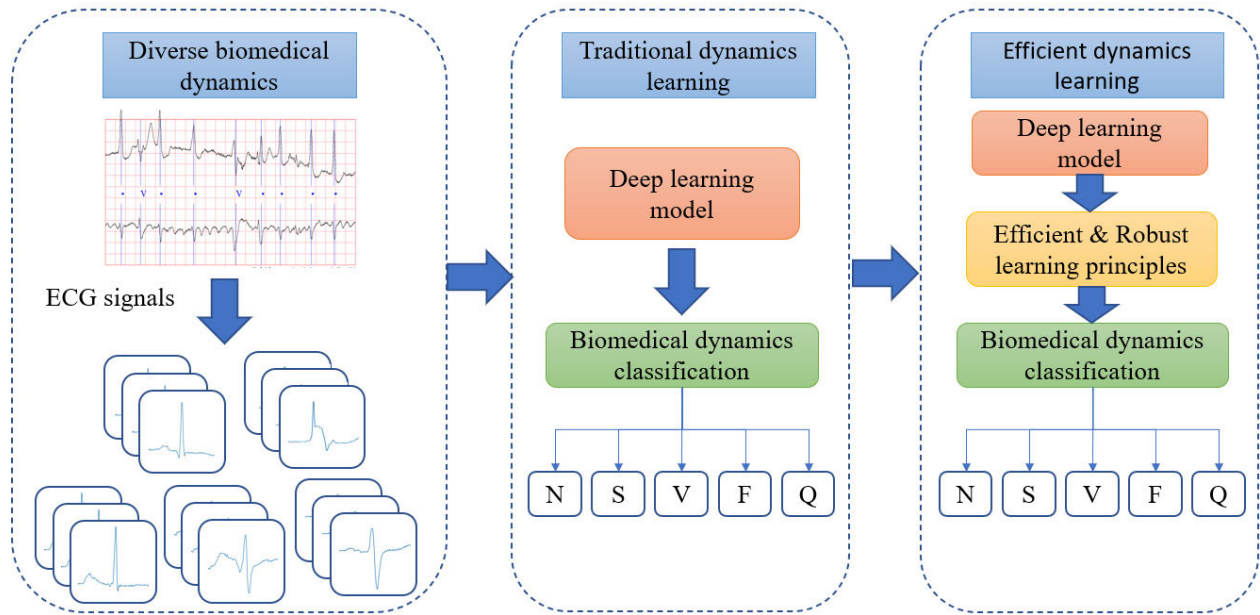 Diverse biomedical
dynamics
V
V
ECG signals
Traditional dynamics
learning
Deep learning
model
Biomedical dynamics
classification
N S V F Q
Efficient dynamics
learning
Deep learning
model
Efficient & Robust
learning principles
Biomedical dynamics
classification
N S V F Q